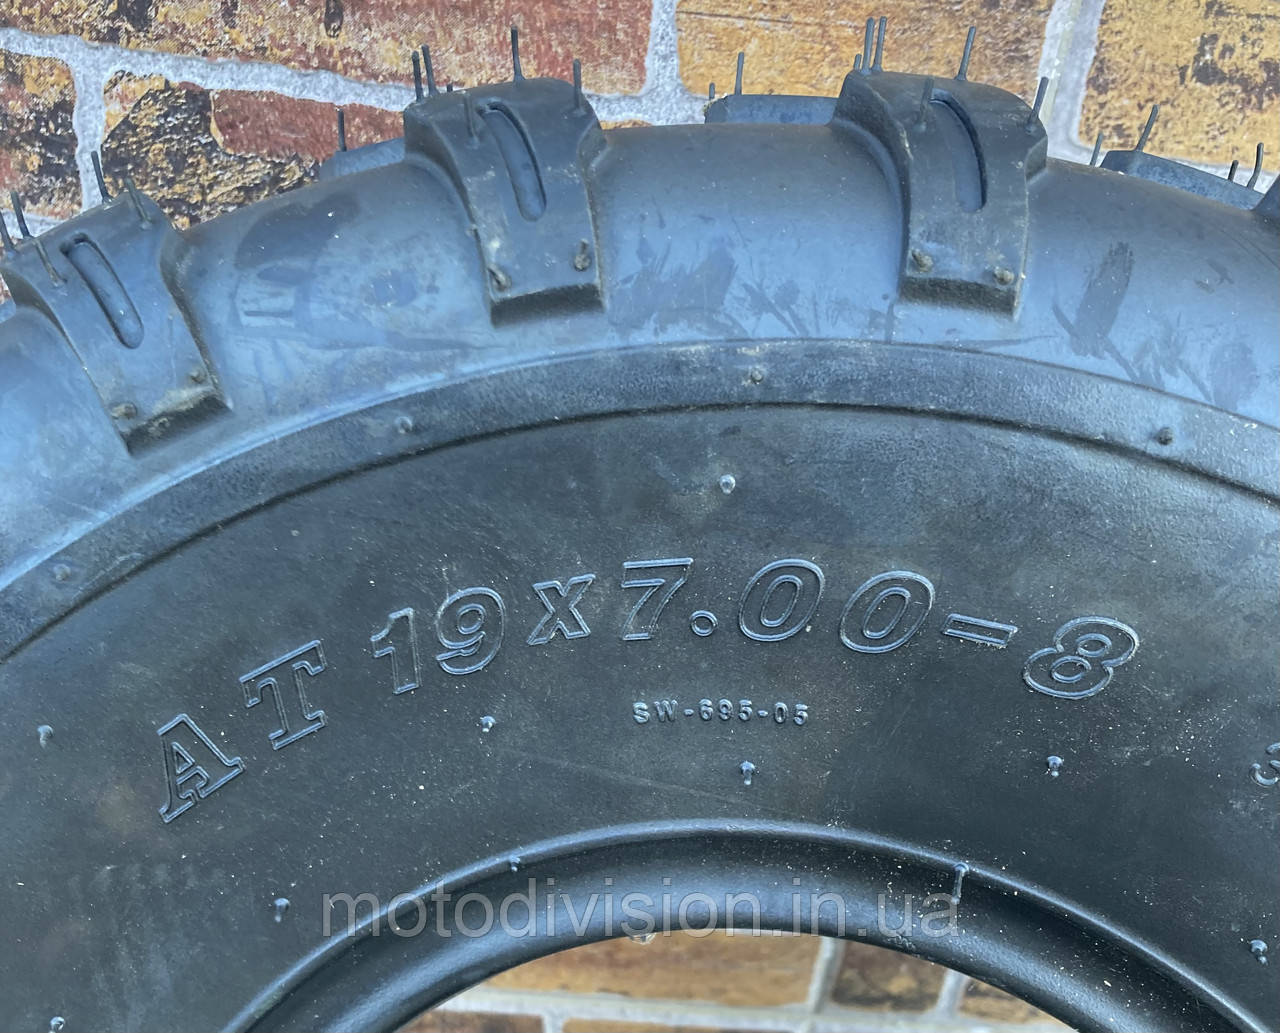 AT 19x7.00-8
SW-695-05
motodivision.in.ua